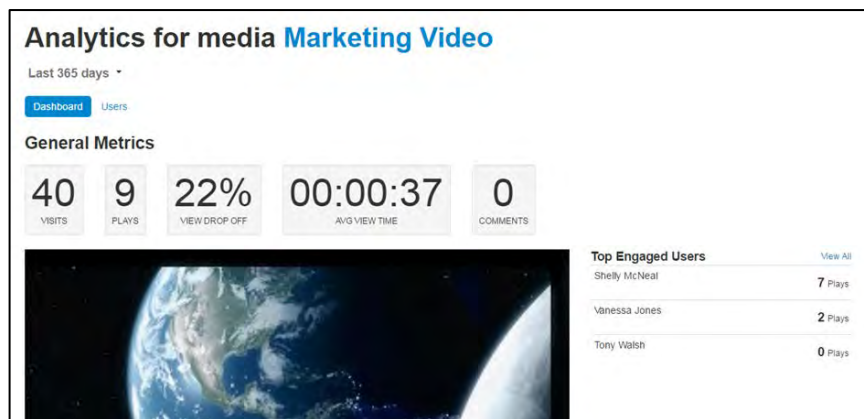 Analytics for media Marketing Video
Last 365 days
Dashboard Users
General Metrics
40 9 22% 00:00:37 0
VISITS PLAYS VIEW DROP OFF AVG VIEW TIME COMMENTS
Top Engaged Users View All
Shelly McNeal 7 Plays
Vanessa Jones 2 Plays
Tony Walsh 0 Plays